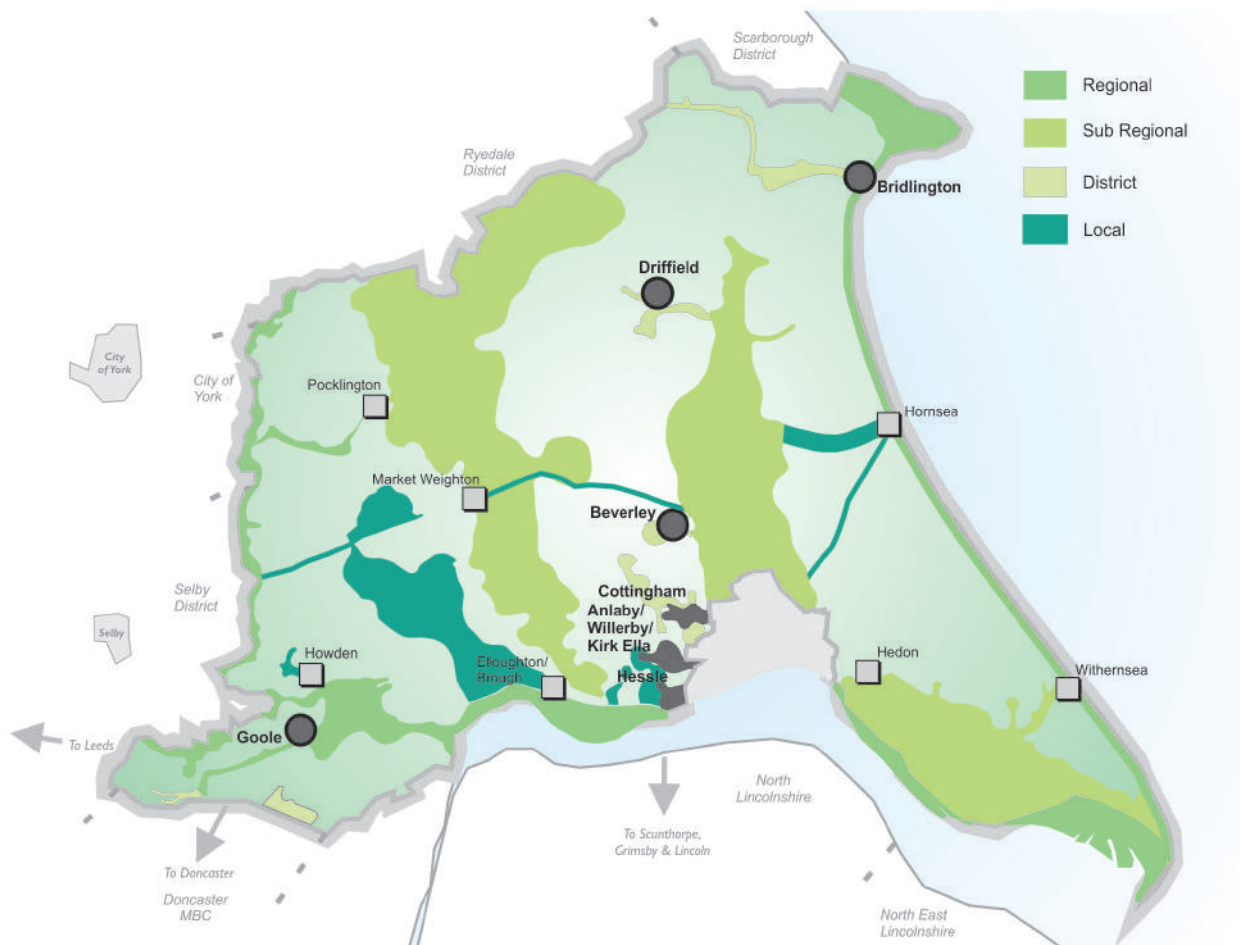 Scarborough
District
Regional
Sub Regional
District
Local
Ryedale
District
Bridlington
Driffield
City
of York
City of
York
Pocklington
Hornsea
Market Weighton
Beverley
Selby
District
Cottingham
Anlaby/
Willerby/
Kirk Ella
Selby
Howden
Elloughton/
Brough
Hessle
Hedon
Withernsea
To Leeds
Goole
North
Lincolnshire
To Scunthorpe,
Grimsby & Lincoln
To Doncaster
Doncaster
MBC
North East
Lincolnshire